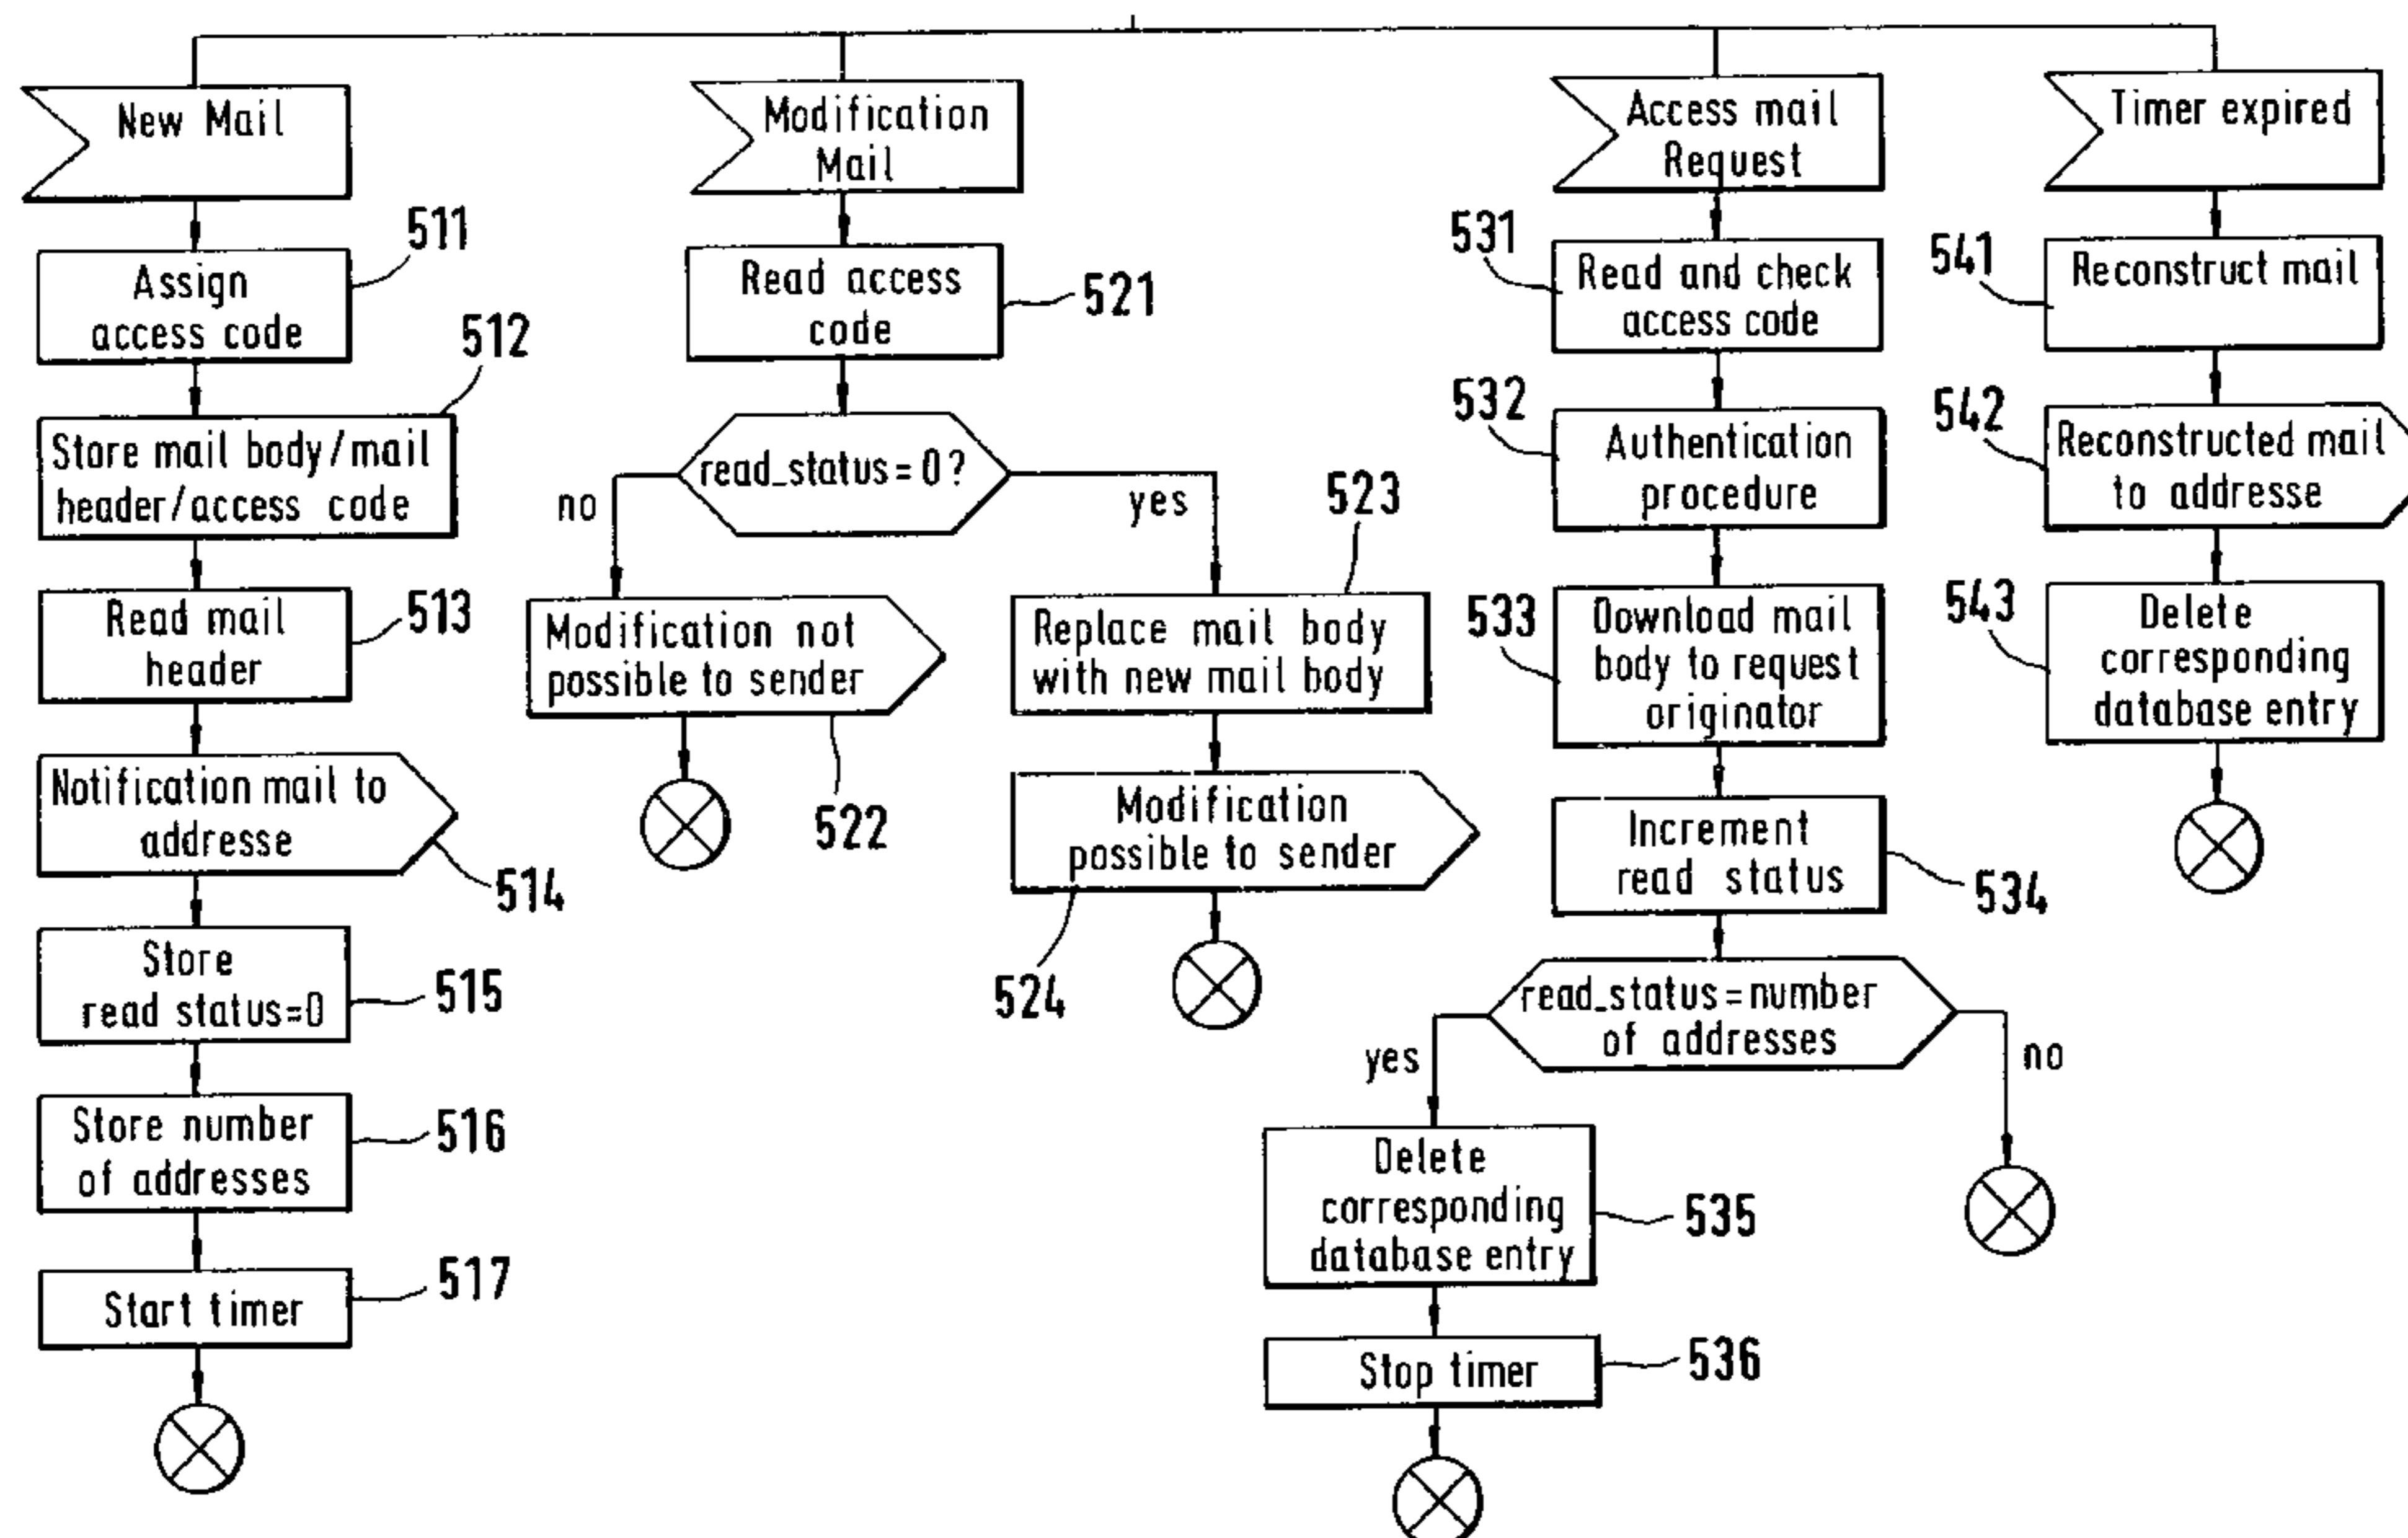 New Mail
511
Assign
access code
512
Store mail body/mail
header/access code
Read mail
header
513
Notification mail to
addresse
514
Store
read status=0
515
Store number
of addresses
516
Start timer
517
Modification
Mail
Read access
code
521
read_status=0?
no
yes
Modification not
possible to sender
522
523
Replace mail body
with new mail body
Modification
possible to sender
524
Access mail
Request
531
Read and check
access code
532
Authentication
procedure
533
Download mail
body to request
originator
Increment
read status
534
read_status=number
of addresses
yes
no
Delete
corresponding
database entry
535
Stop timer
536
Timer expired
541
Reconstruct mail
542
Reconstructed mail
to addresse
543
Delete
corresponding
database entry